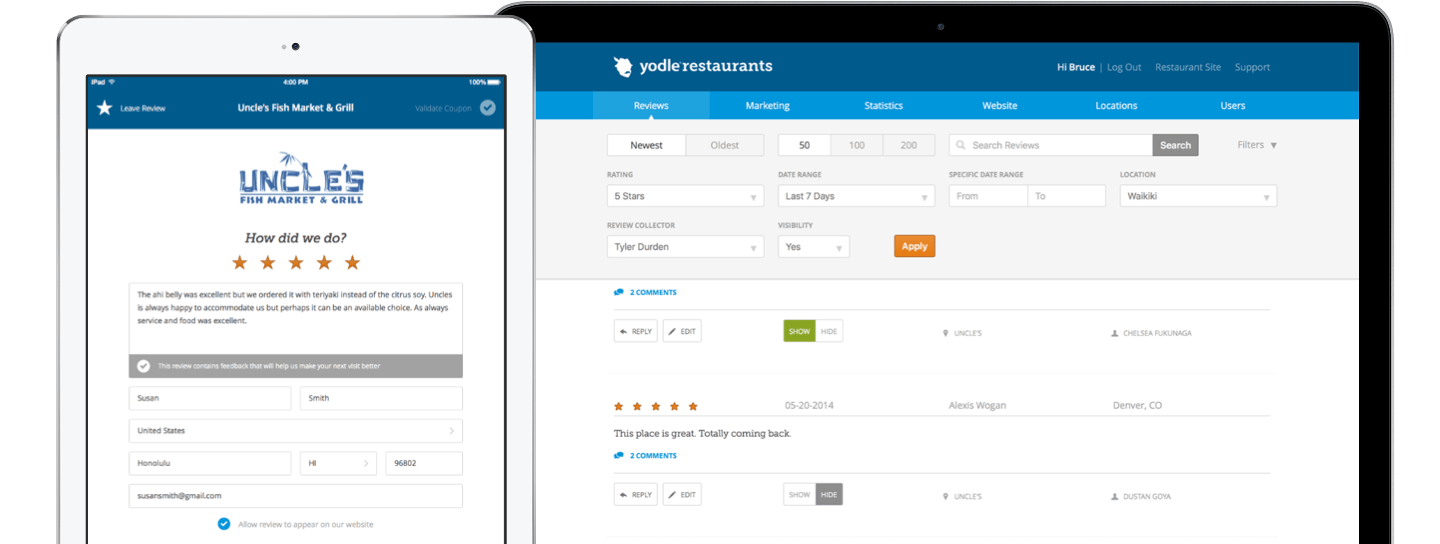 iPad
4:00 PM
100%
Leave Review
Uncle's Fish Market & Grill
Validate Coupon
UNCLE'S
FISH MARKET & GRILL
How did we do?
The ahi belly was excellent but we ordered it with teriyaki instead of the citrus soy. Uncles
is always happy to accommodate us but perhaps it can be an available choice. As always
service and food was excellent.
This review contains feedback that will help us make your next visit better
Susan
Smith
United States
Honolulu
HI
96802
susansmith@gmail.com
Allow review to appear on our website
yodle restaurants
Hi Bruce | Log Out
Restaurant Site
Support
Reviews
Marketing
Statistics
Website
Locations
Users
Newest
Oldest
50
100
200
Search Reviews
Search
Filters
RATING
DATE RANGE
SPECIFIC DATE RANGE
LOCATION
5 Stars
Last 7 Days
From
To
Waikiki
REVIEW COLLECTOR
VISIBILITY
Tyler Durden
Yes
Apply
2 COMMENTS
REPLY
EDIT
SHOW
HIDE
UNCLE'S
CHELSEA FUKUNAGA
05-20-2014
Alexis Wogan
Denver, CO
This place is great. Totally coming back.
2 COMMENTS
REPLY
EDIT
SHOW
HIDE
UNCLE'S
DUSTAN GOYA